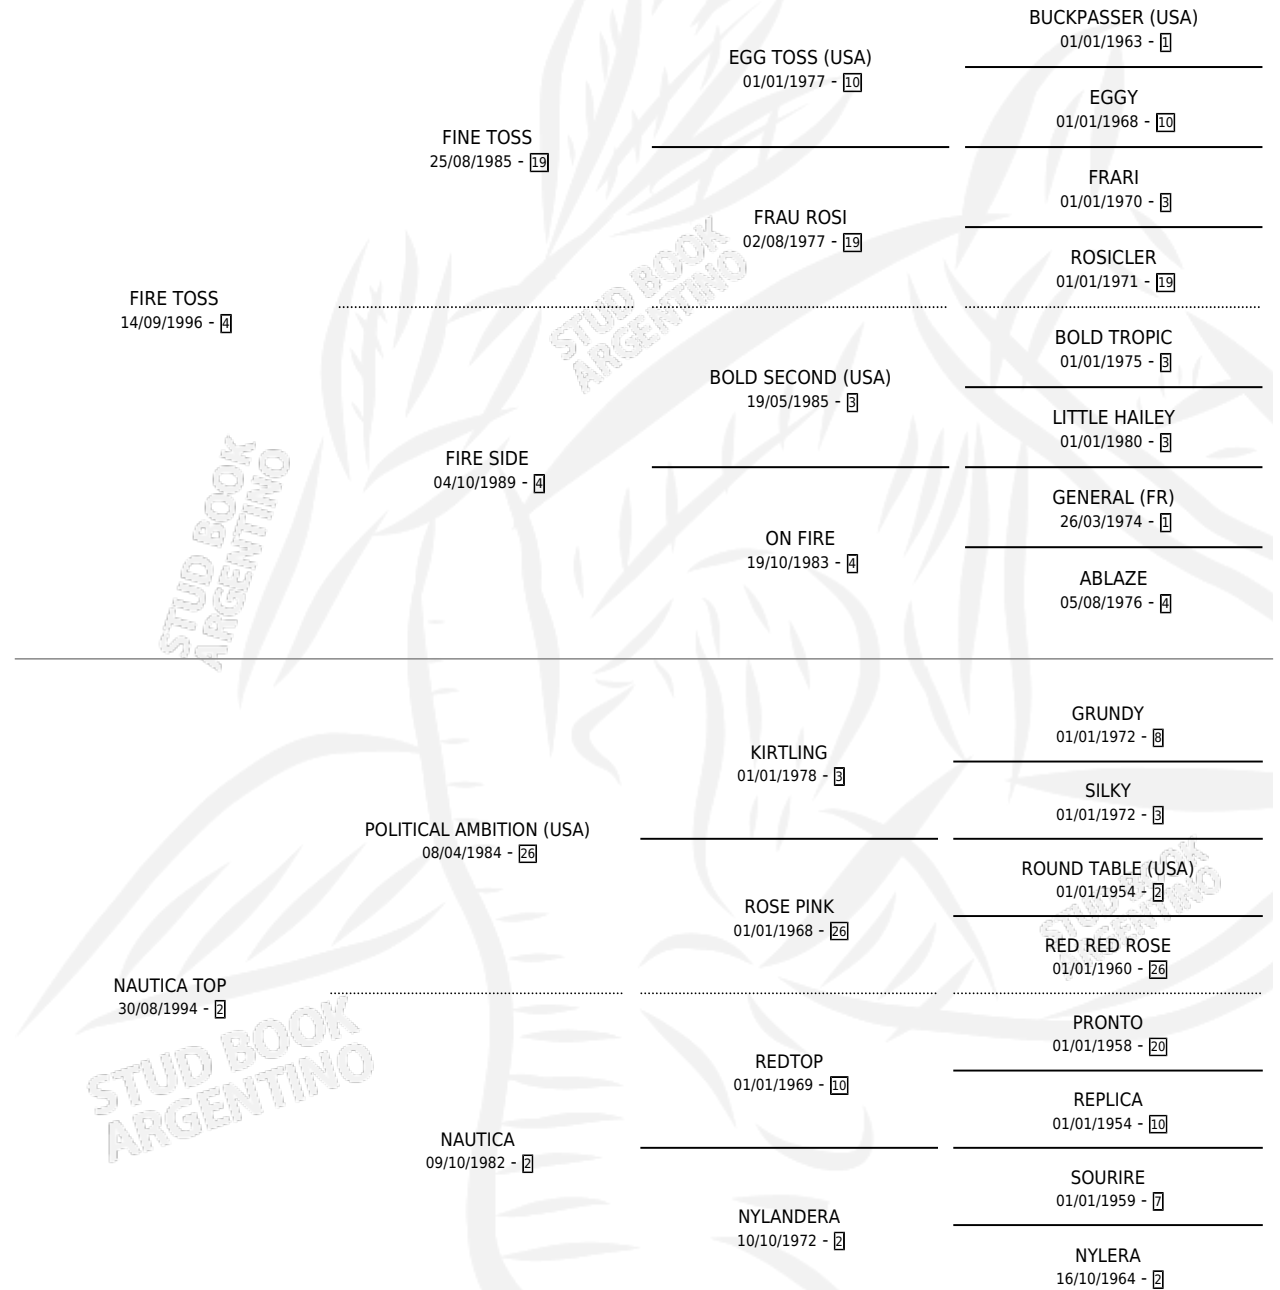 BUCKPASSER (USA)
01/01/1963 - 1
EGG TOSS (USA)
01/01/1977 - 10
EGGY
01/01/1968 - 10
FINE TOSS
25/08/1985 - 19
FRARI
01/01/1970 - 3
FRAU ROSI
02/08/1977 - 19
ROSICLER
01/01/1971 - 19
FIRE TOSS
14/09/1996 - 4
BOLD TROPIC
01/01/1975 - 3
BOLD SECOND (USA)
19/05/1985 - 3
LITTLE HAILEY
01/01/1980 - 3
FIRE SIDE
04/10/1989 - 4
GENERAL (FR)
26/03/1974 - 1
ON FIRE
19/10/1983 - 4
ABLAZE
05/08/1976 - 4
STUD BOOK
ARGENTINO
STUD BOOK
ARGENTINO
GRUNDY
01/01/1972 - 8
KIRTLING
01/01/1978 - 3
SILKY
01/01/1972 - 3
POLITICAL AMBITION (USA)
08/04/1984 - 26
ROUND TABLE (USA)
01/01/1954 - 2
ROSE PINK
01/01/1968 - 26
RED RED ROSE
01/01/1960 - 26
STUD BOOK
ARGENTINO
NAUTICA TOP
30/08/1994 - 2
PRONTO
01/01/1958 - 20
REDTOP
01/01/1969 - 10
REPLICA
01/01/1954 - 10
STUD BOOK
ARGENTINO
NAUTICA
09/10/1982 - 2
SOURIRE
01/01/1959 - 7
NYLANDERA
10/10/1972 - 2
NYLERA
16/10/1964 - 2